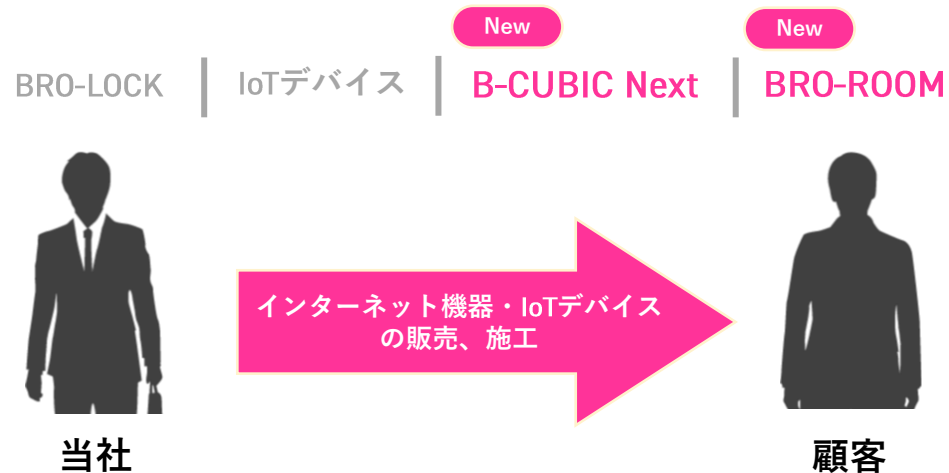 New
New
BRO-LOCK
IoTデバイス
B-CUBIC Next
BRO-ROOM
インターネット機器・IoTデバイス
の販売、施工
当社
顧客